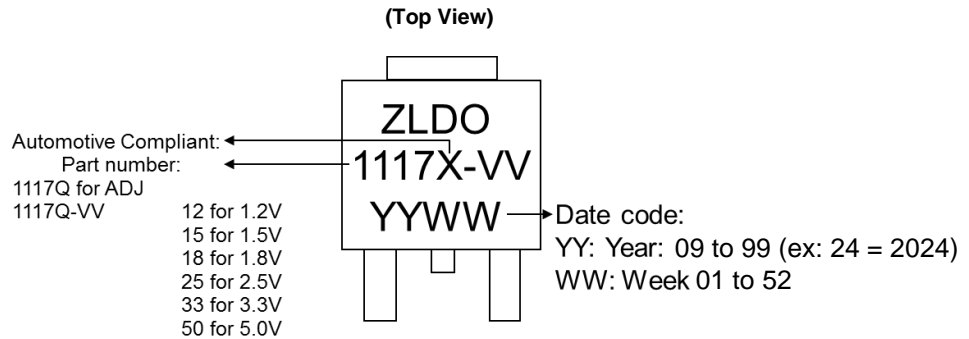 (Top View)
ZLDO
1117X-VV
YYWW
Automotive Compliant:
Part number:
1117Q for ADJ
1117Q-VV
12 for 1.2V
15 for 1.5V
18 for 1.8V
25 for 2.5V
33 for 3.3V
50 for 5.0V
Date code:
YY: Year: 09 to 99 (ex: 24 = 2024)
WW: Week 01 to 52